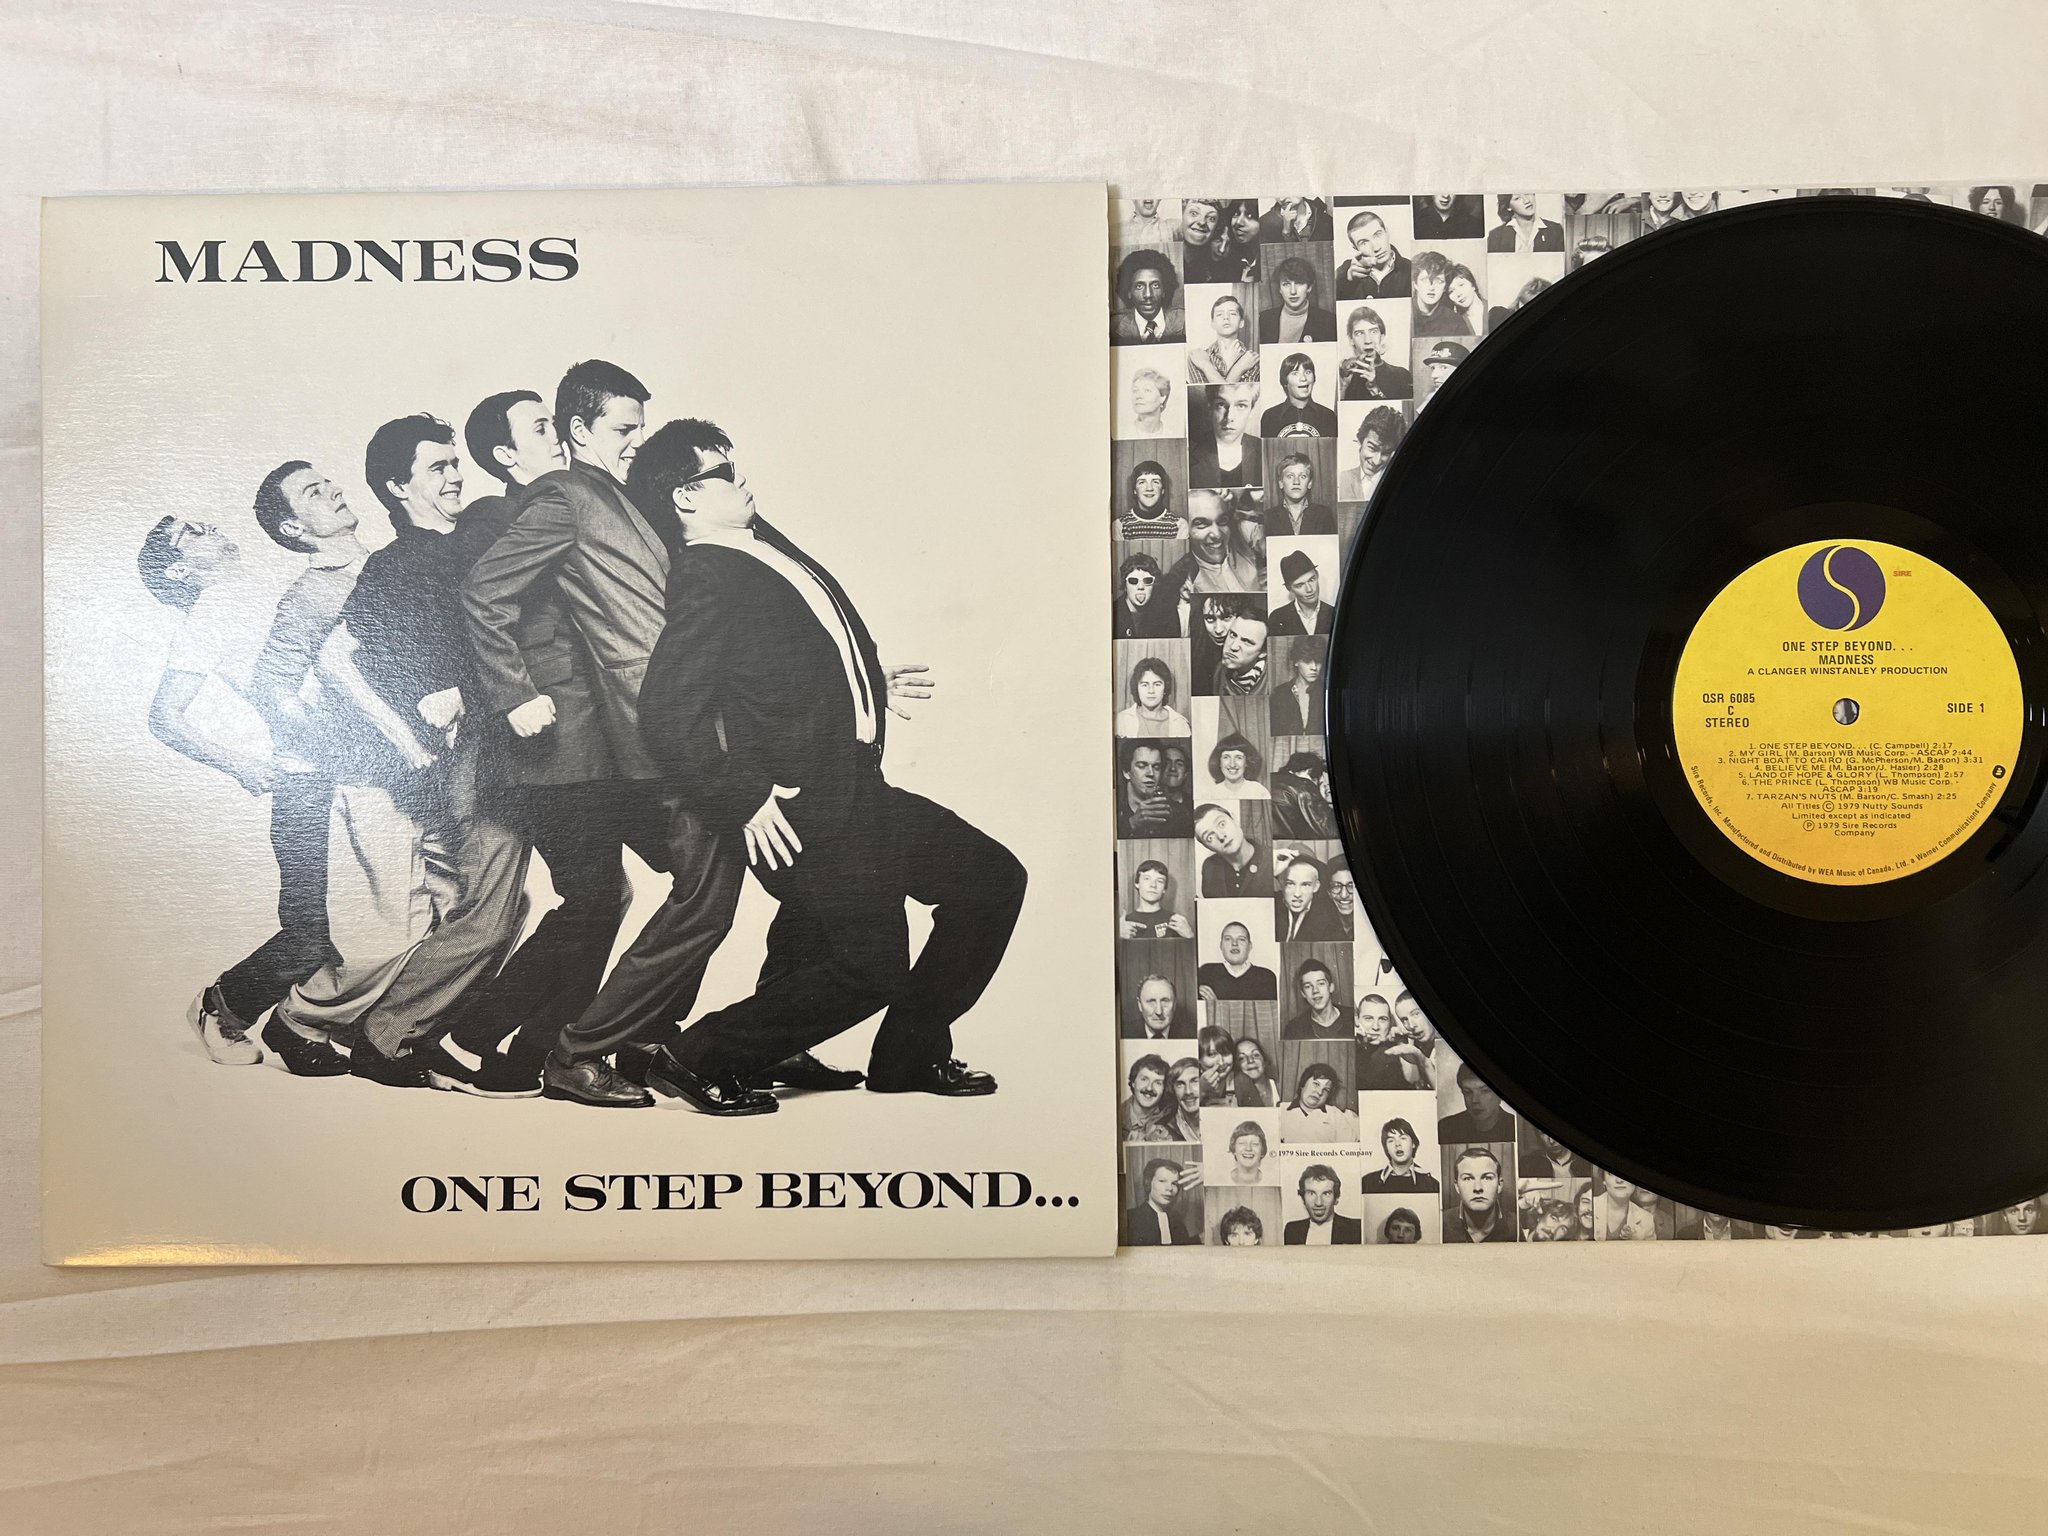 MADNESS
ONE STEP BEYOND...
© 1979 Sire Records Company
SIRE
ONE STEP BEYOND...
MADNESS
A CLANGER WINSTANLEY PRODUCTION
QSR 6085
C
STEREO
SIDE 1
1. ONE STEP BEYOND... (C. Campbell) 2:17
2. MY GIRL (M. Barson) WB Music Corp. - ASCAP 2:44
3. NIGHT BOAT TO CAIRO (G. McPherson/M. Barson) 3:31
4. BELIEVE ME (M. Barson/J. Hasler) 2:28
5. LAND OF HOPE & GLORY (L. Thompson) 2:57
6. THE PRINCE (L. Thompson) WB Music Corp. -
ASCAP 3:19
7. TARZAN'S NUTS (M. Barson/C. Smash) 2:25
All Titles © 1979 Nutty Sounds
Limited except as indicated
℗ 1979 Sire Records
Company
Sire Records, Inc. Manufactured and Distributed by WEA Music of Canada, Ltd. a Warner Communications Company